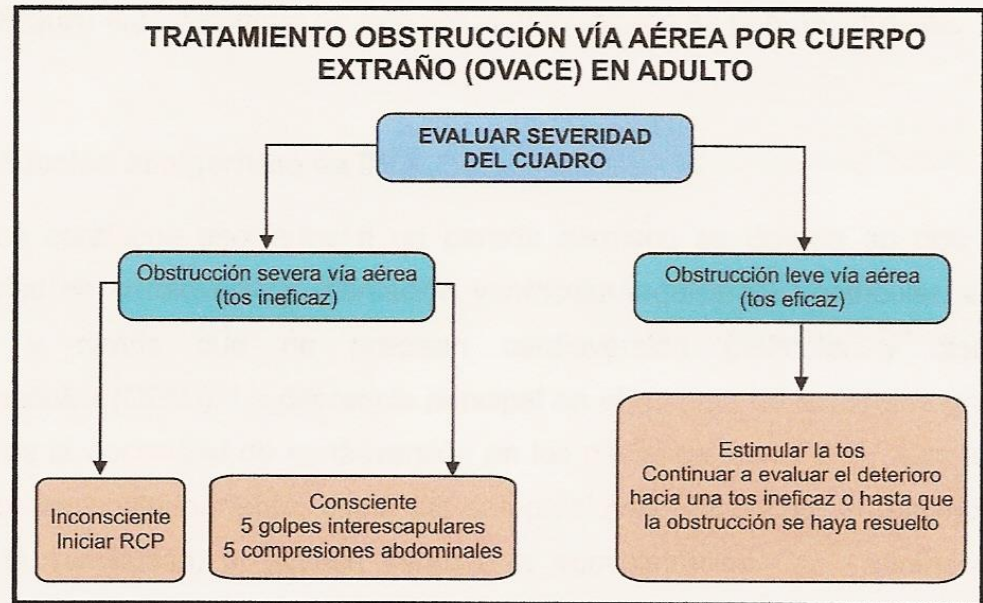 TRATAMIENTO OBSTRUCCIÓN VÍA AÉREA POR CUERPO
EXTRAÑO (OVACE) EN ADULTO
EVALUAR SEVERIDAD
DEL CUADRO
Obstrucción severa vía aérea
(tos ineficaz)
Obstrucción leve vía aérea
(tos eficaz)
Inconsciente
Iniciar RCP
Consciente
5 golpes interescapulares
5 compresiones abdominales
Estimular la tos
Continuar a evaluar el deterioro
hacia una tos ineficaz o hasta que
la obstrucción se haya resuelto